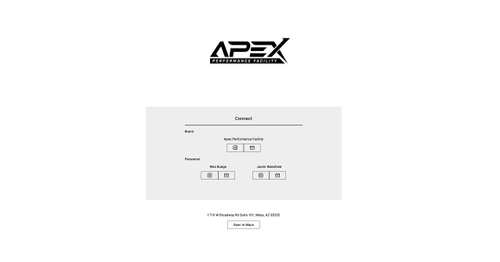 APEX
PERFORMANCE FACILITY
Connect
Brand
Apex Performance Facility
Personnel
Wes Budge
Justin Wakefield
1716 W Broadway Rd Suite 101, Mesa, AZ 85202
Open in Maps